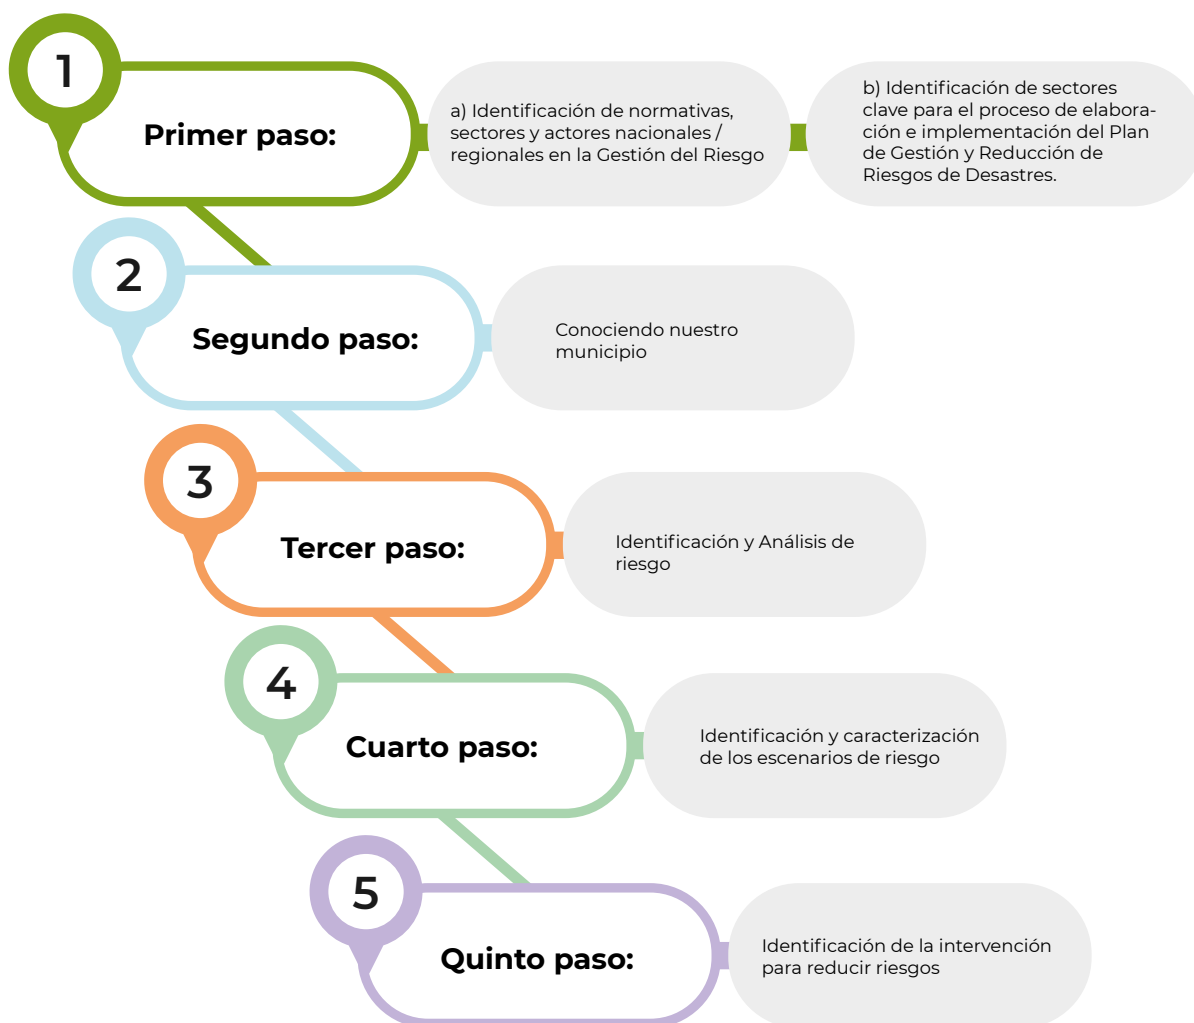 1
Primer paso:
a) Identificación de normativas,
sectores y actores nacionales /
regionales en la Gestión del Riesgo
b) Identificación de sectores
clave para el proceso de elabora-
ción e implementación del Plan
de Gestión y Reducción de
Riesgos de Desastres.
2
Segundo paso:
Conociendo nuestro
municipio
3
Tercer paso:
Identificación y Análisis de
riesgo
4
Cuarto paso:
Identificación y caracterización
de los escenarios de riesgo
5
Quinto paso:
Identificación de la intervención
para reducir riesgos